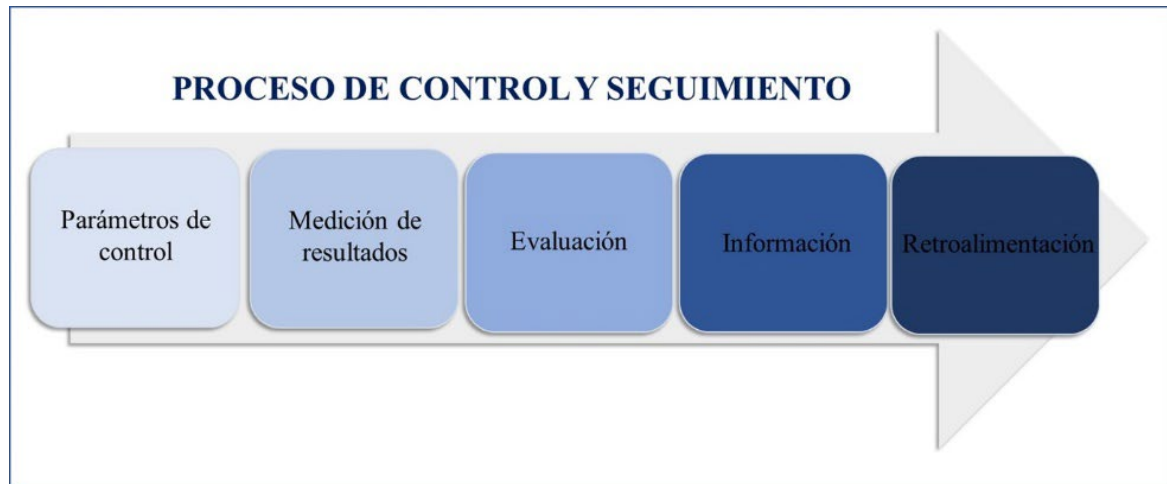 PROCESO DE CONTROL Y SEGUIMIENTO
Parámetros de
control
Medición de
resultados
Evaluación
Información
Retroalimentación